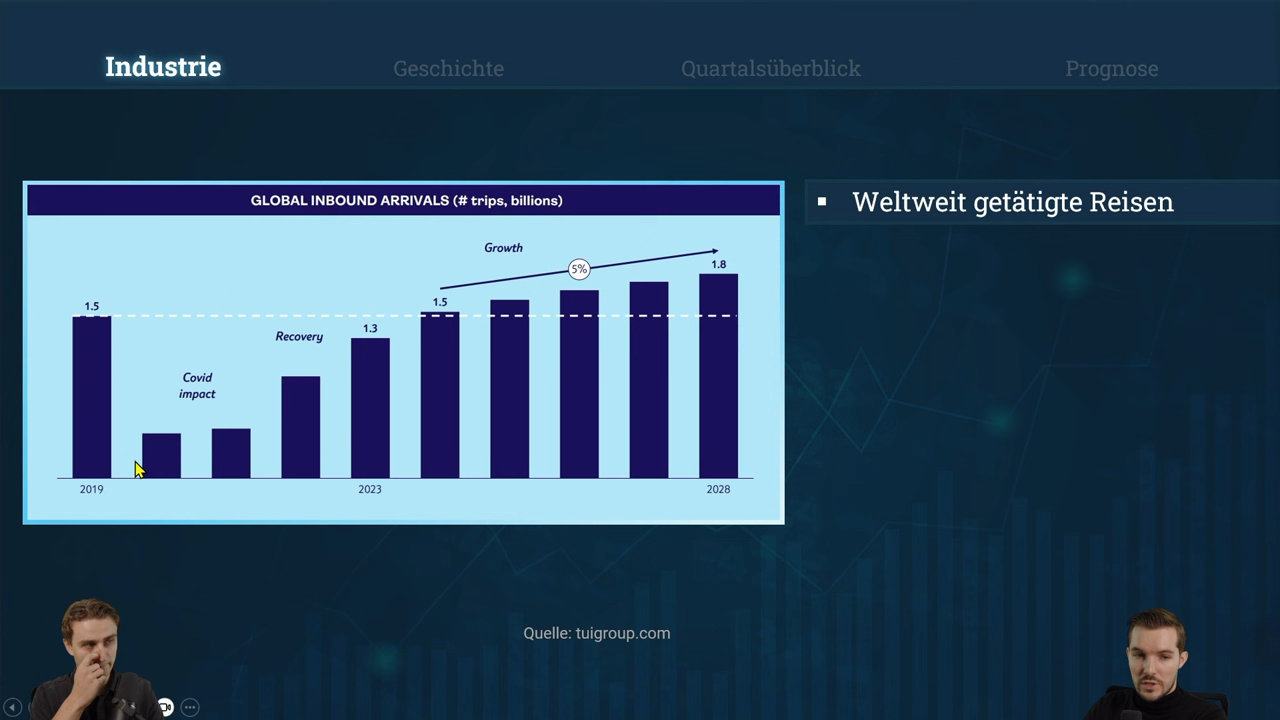 Industrie
Geschichte
Quartalsüberblick
Prognose
GLOBAL INBOUND ARRIVALS (# trips, billions)
Weltweit getätigte Reisen
Growth
5%
1.8
1.5
1.5
1.3
Recovery
Covid
impact
2019
2023
2028
Quelle: tuigroup.com